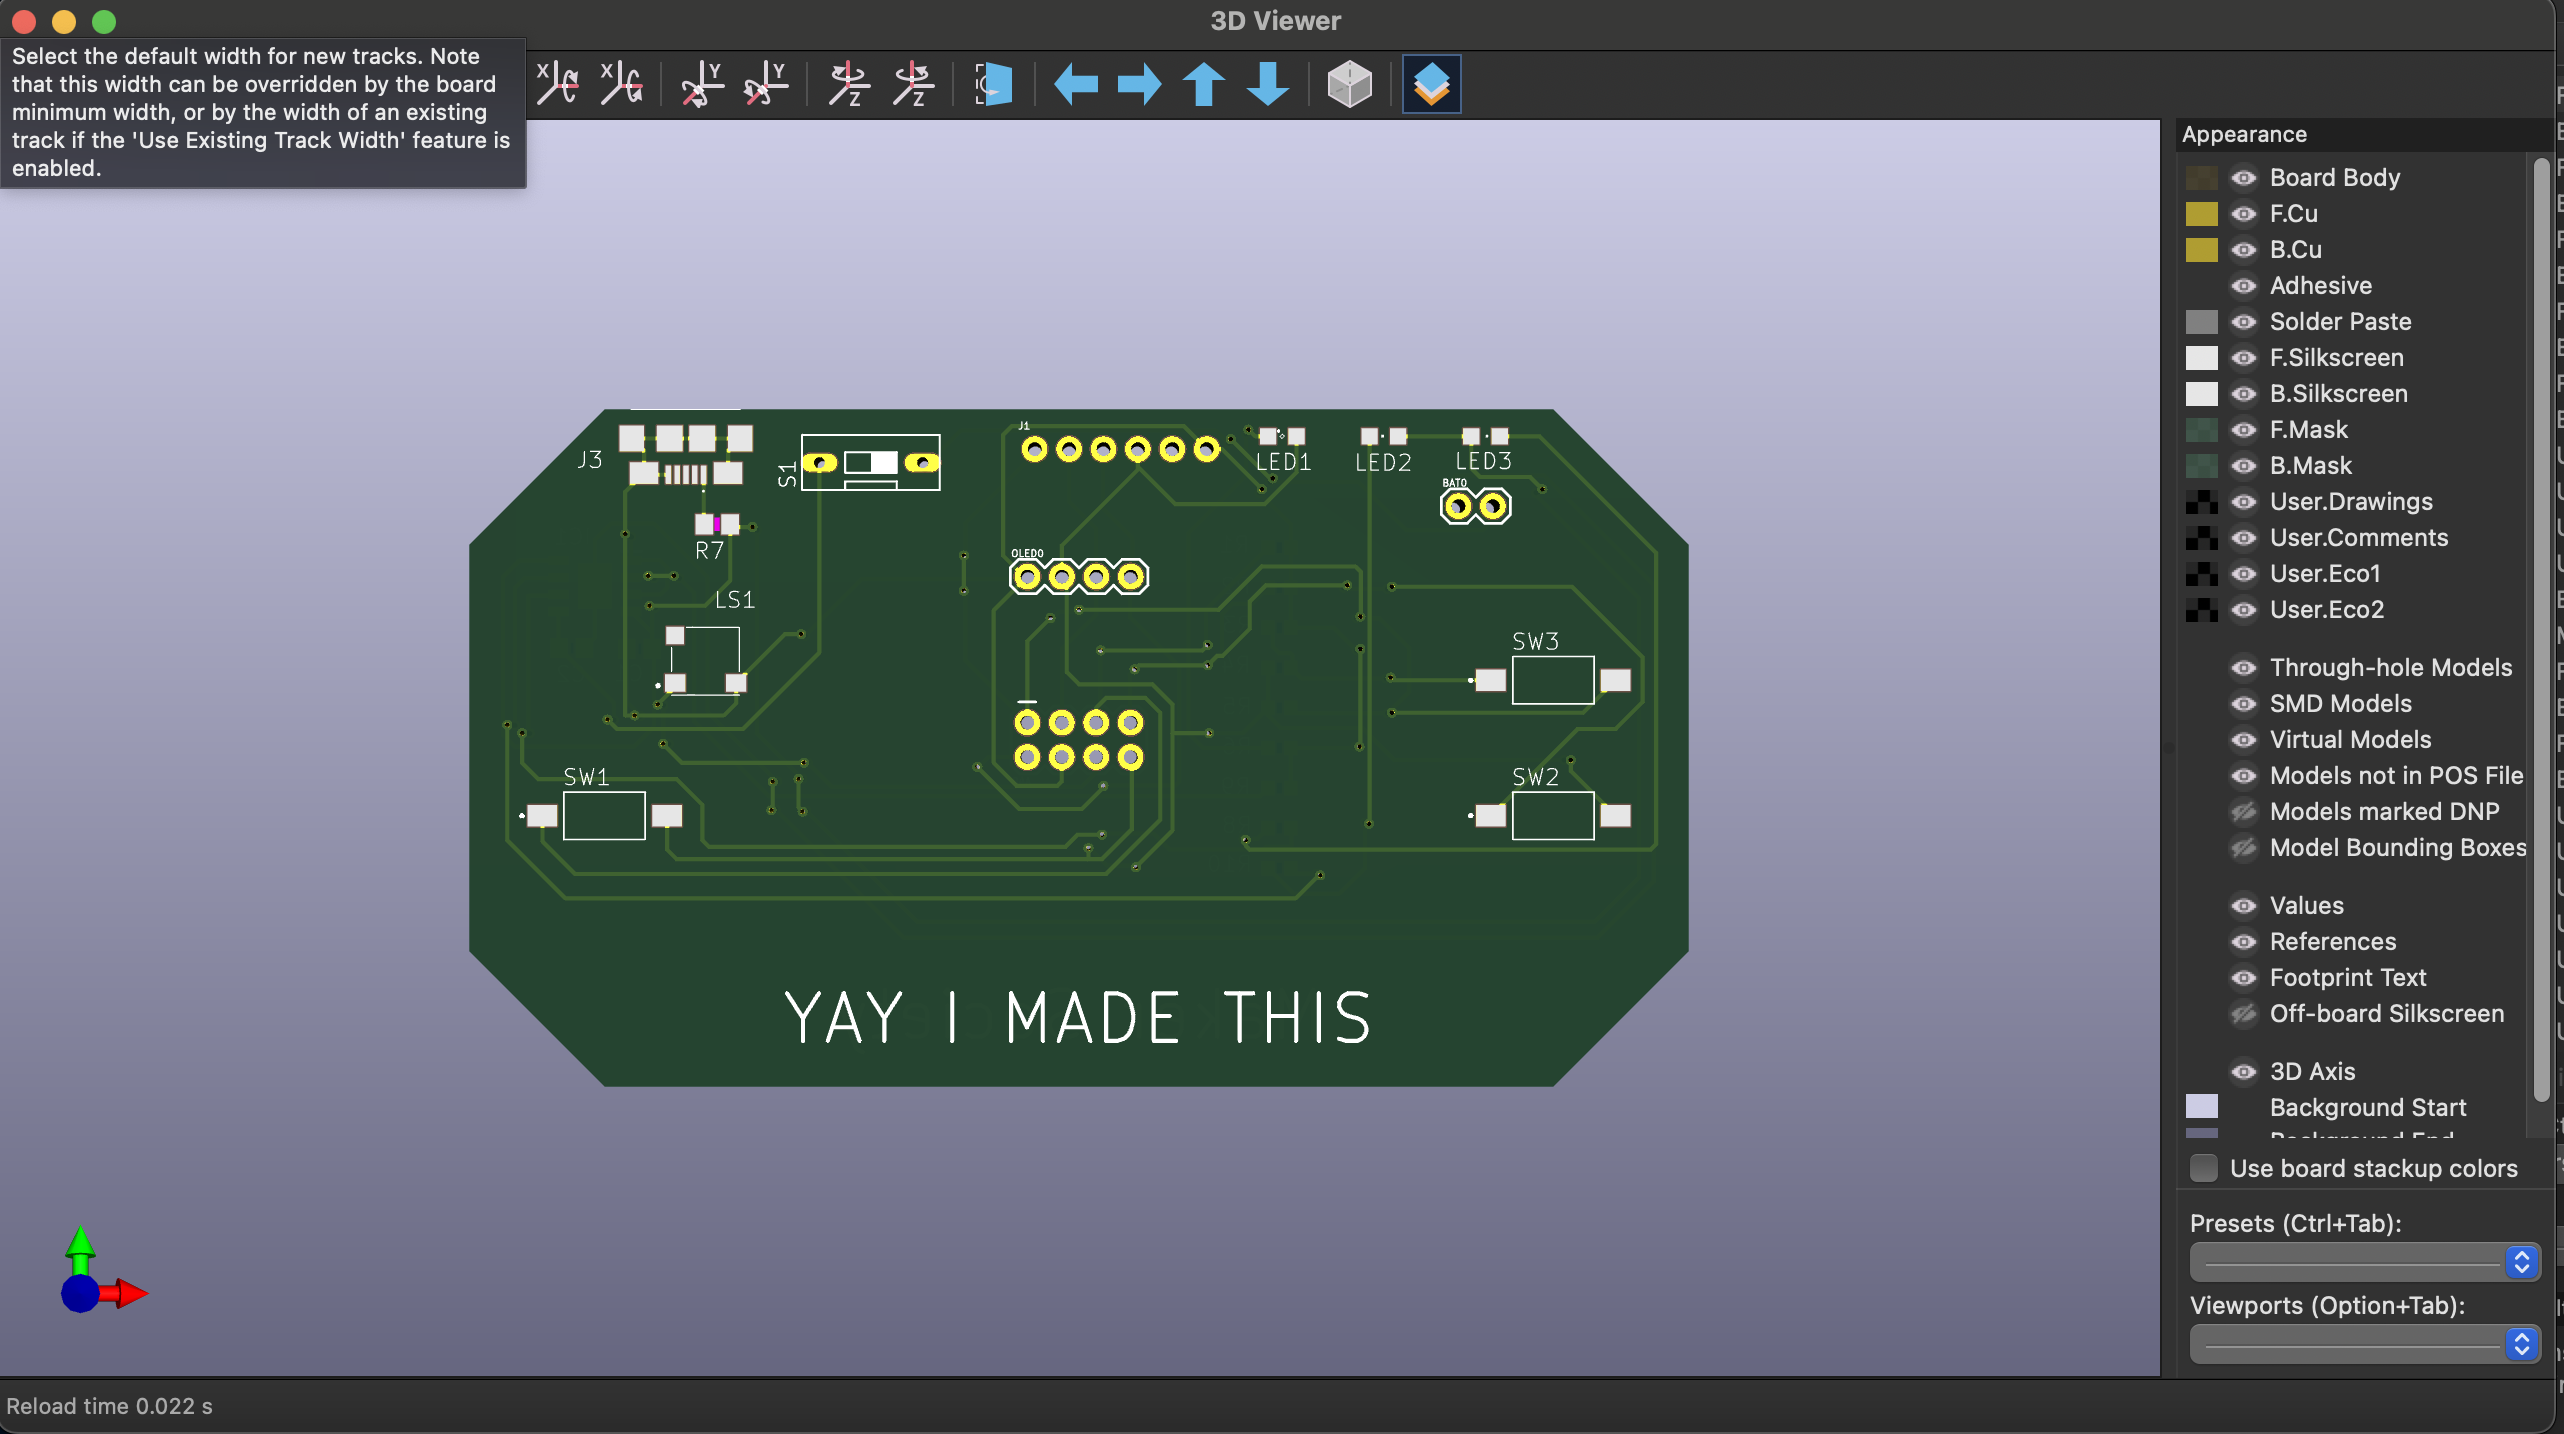 3D Viewer
Select the default width for new tracks. Note
that this width can be overridden by the board
minimum width, or by the width of an existing
track if the 'Use Existing Track Width' feature is
enabled.
X
X
Y
Y
Z
Z
Appearance
Board Body
F.Cu
B.Cu
Adhesive
Solder Paste
F.Silkscreen
B.Silkscreen
F.Mask
B.Mask
User.Drawings
User.Comments
User.Eco1
User.Eco2
Through-hole Models
SMD Models
Virtual Models
Models not in POS File
Models marked DNP
Model Bounding Boxes
Values
References
Footprint Text
Off-board Silkscreen
3D Axis
Background Start
Background End
Use board stackup colors
Presets (Ctrl+Tab):
Viewports (Option+Tab):
J3
S1
J1
LED1
LED2
LED3
BAT0
R7
OLED0
LS1
SW3
SW1
SW2
YAY I MADE THIS
Reload time 0.022 s